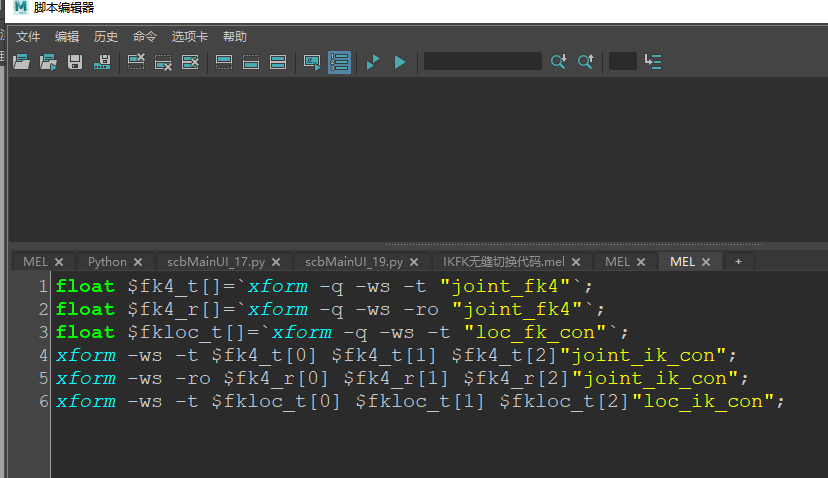 M 脚本编辑器
文件 编辑 历史 命令 选项卡 帮助
MEL Python scbMainUI_17.py scbMainUI_19.py IKFK无缝切换代码.mel MEL MEL +
1 float $fk4_t[]=`xform -q -ws -t "joint_fk4"`;
2 float $fk4_r[]=`xform -q -ws -ro "joint_fk4"`;
3 float $fkloc_t[]=`xform -q -ws -t "loc_fk_con"`;
4 xform -ws -t $fk4_t[0] $fk4_t[1] $fk4_t[2]"joint_ik_con";
5 xform -ws -ro $fk4_r[0] $fk4_r[1] $fk4_r[2]"joint_ik_con";
6 xform -ws -t $fkloc_t[0] $fkloc_t[1] $fkloc_t[2]"loc_ik_con";